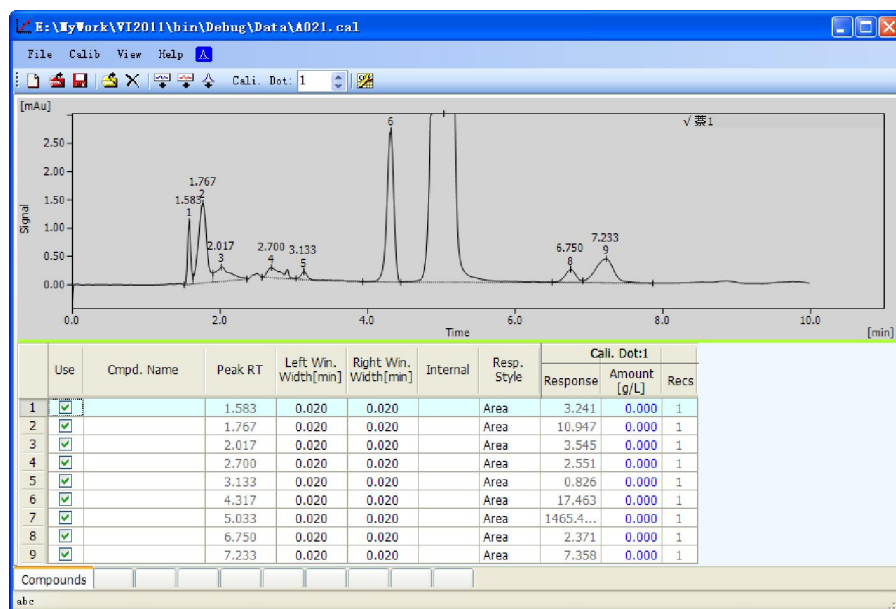 E:\MyWork\VI2011\bin\Debug\Data\A021.cal
File Calib View Help
Cali. Dot: 1
[mAu]
√ 萘1
6
2.50
2.00
1.767
1.50
1.583
2
1
1.00
Signal
2.017
2.700
3.133
6.750
7.233
3
4
5
8
9
0.50
0.00
0.0 2.0 4.0 6.0 8.0 10.0
Time [min]
Use Cmpd. Name Peak RT Left Win. Width[min] Right Win. Width[min] Internal Resp. Style Cali. Dot:1
Response Amount [g/L] Recs
1 1.583 0.020 0.020 Area 3.241 0.000 1
2 1.767 0.020 0.020 Area 10.947 0.000 1
3 2.017 0.020 0.020 Area 3.545 0.000 1
4 2.700 0.020 0.020 Area 2.551 0.000 1
5 3.133 0.020 0.020 Area 0.826 0.000 1
6 4.317 0.020 0.020 Area 17.463 0.000 1
7 5.033 0.020 0.020 Area 1465.4... 0.000 1
8 6.750 0.020 0.020 Area 2.371 0.000 1
9 7.233 0.020 0.020 Area 7.358 0.000 1
Compounds
abc